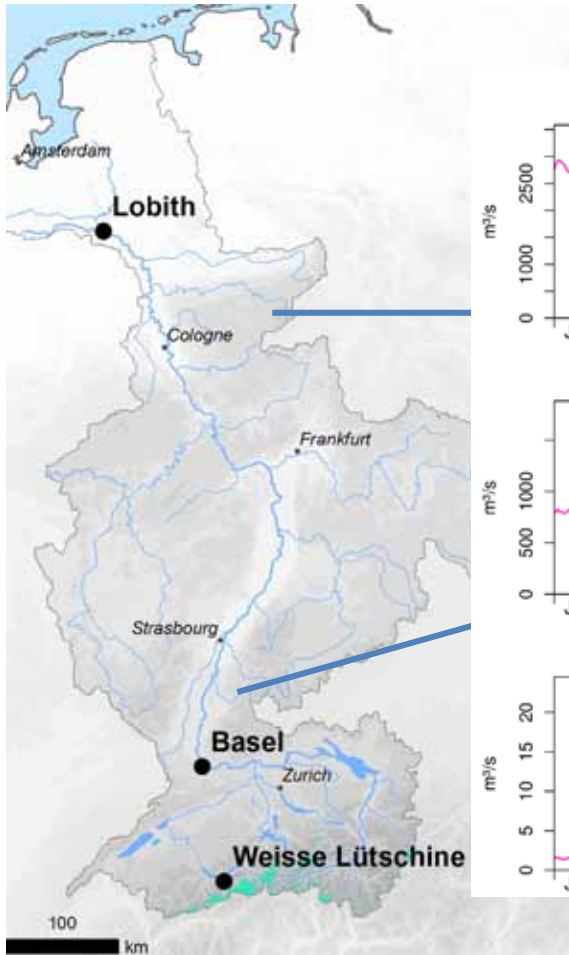 Amsterdam
Lobith
Cologne
Frankfurt
Strasbourg
Basel
Zurich
Weisse Lütschine
100
km
2500
1000
0
m³/s
1000
500
0
m³/s
20
15
10
5
0
m³/s